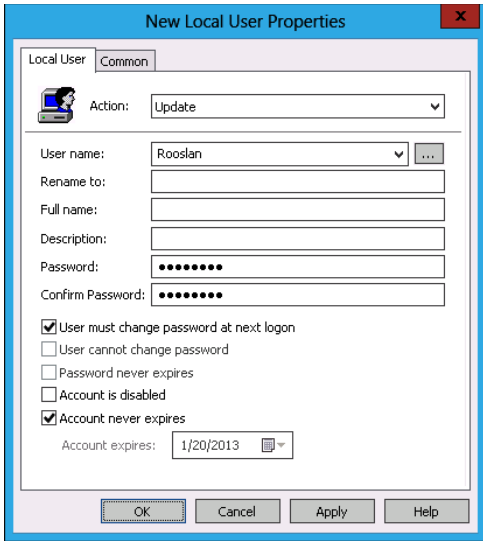 New Local User Properties
x
Local User Common
Action: Update
User name: Rooslan ...
Rename to:
Full name:
Description:
Password: ●●●●●●●●
Confirm Password: ●●●●●●●●
User must change password at next logon
User cannot change password
Password never expires
Account is disabled
Account never expires
Account expires: 1/20/2013
OK Cancel Apply Help